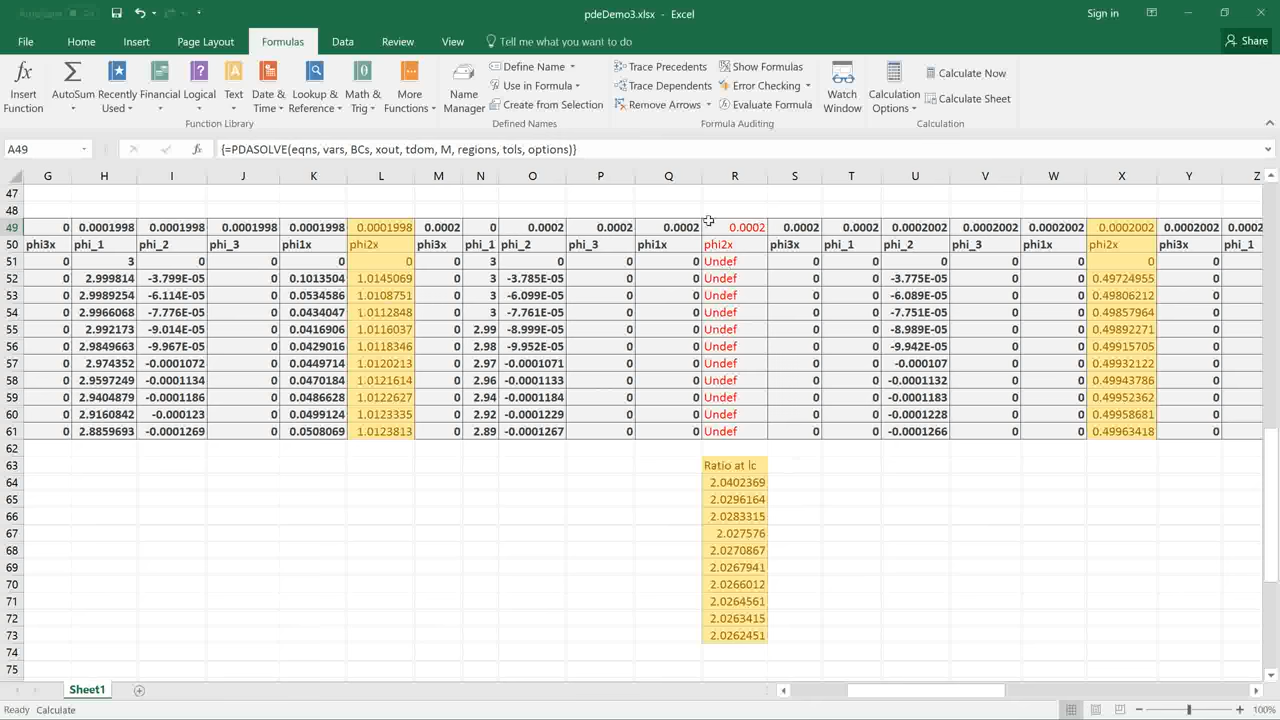 pdeDemo3.xlsx - Excel
Sign in
File Home Insert Page Layout Formulas Data Review View Tell me what you want to do Share
Insert Function
AutoSum
Recently Used
Financial
Logical
Text
Date & Time
Lookup & Reference
Math & Trig
More Functions
Function Library
Name Manager
Define Name
Use in Formula
Create from Selection
Defined Names
Trace Precedents
Trace Dependents
Remove Arrows
Show Formulas
Error Checking
Evaluate Formula
Formula Auditing
Watch Window
Calculation Options
Calculate Now
Calculate Sheet
Calculation
A49 fx {=PDASOLVE(eqns, vars, BCs, xout, tdom, M, regions, tols, options)}
G H I J K L M N O P Q R S T U V W X Y Z
47
48
49 0 0.0001998 0.0001998 0.0001998 0.0001998 0.0001998 0.0002 0 0.0002 0.0002 0.0002 0.0002 0.0002 0.0002 0.0002002 0.0002002 0.0002002 0.0002002 0.0002002 0.0002
50 phi3x phi_1 phi_2 phi_3 phi1x phi2x phi3x phi_1 phi_2 phi_3 phi1x phi2x phi3x phi_1 phi_2 phi_3 phi1x phi2x phi3x phi_1
51 0 3 0 0 0 0 0 3 0 0 0 Undef 0 0 0 0 0 0 0
52 0 2.999814 -3.799E-05 0 0.1013504 1.0145069 0 3 -3.785E-05 0 0 Undef 0 0 -3.775E-05 0 0 0.49724955 0
53 0 2.9989254 -6.114E-05 0 0.0534586 1.0108751 0 3 -6.099E-05 0 0 Undef 0 0 -6.089E-05 0 0 0.49806212 0
54 0 2.9966068 -7.776E-05 0 0.0434047 1.0112848 0 3 -7.761E-05 0 0 Undef 0 0 -7.751E-05 0 0 0.49857964 0
55 0 2.992173 -9.014E-05 0 0.0416906 1.0116037 0 2.99 -8.999E-05 0 0 Undef 0 0 -8.989E-05 0 0 0.49892271 0
56 0 2.9849663 -9.967E-05 0 0.0429016 1.0118346 0 2.98 -9.952E-05 0 0 Undef 0 0 -9.942E-05 0 0 0.49915705 0
57 0 2.974352 -0.0001072 0 0.0449714 1.0120213 0 2.97 -0.0001071 0 0 Undef 0 0 -0.000107 0 0 0.49932122 0
58 0 2.9597249 -0.0001134 0 0.0470184 1.0121614 0 2.96 -0.0001133 0 0 Undef 0 0 -0.0001132 0 0 0.49943786 0
59 0 2.9404879 -0.0001186 0 0.0486628 1.0122627 0 2.94 -0.0001184 0 0 Undef 0 0 -0.0001183 0 0 0.49952362 0
60 0 2.9160842 -0.000123 0 0.0499124 1.0123335 0 2.92 -0.0001229 0 0 Undef 0 0 -0.0001228 0 0 0.49958681 0
61 0 2.8859693 -0.0001269 0 0.0508069 1.0123813 0 2.89 -0.0001267 0 0 Undef 0 0 -0.0001266 0 0 0.49963418 0
62
63 Ratio at lc
64 2.0402369
65 2.0296164
66 2.0283315
67 2.027576
68 2.0270867
69 2.0267941
70 2.0266012
71 2.0264561
72 2.0263415
73 2.0262451
74
75
Sheet1
Ready Calculate 100%